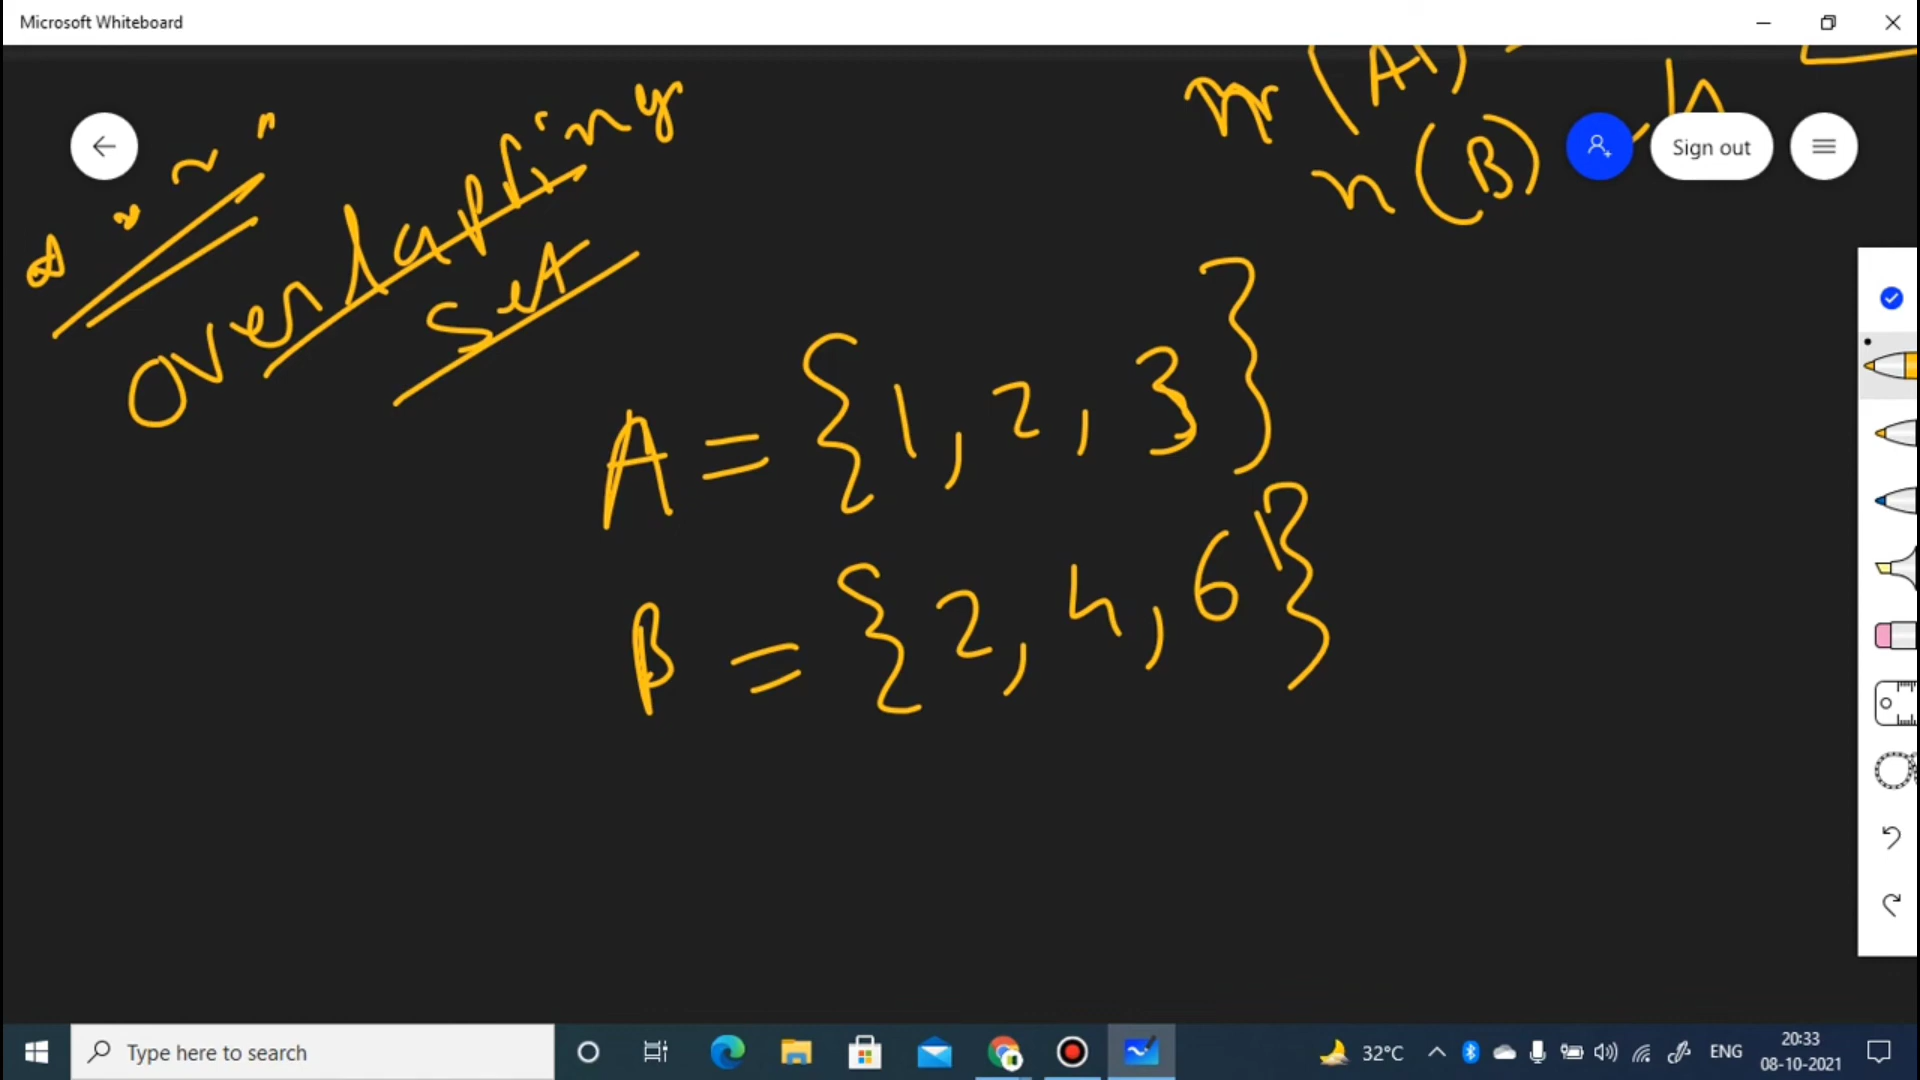 Microsoft Whiteboard
n(A) =
n(B)
Sign out
Overlapping
Set
A = {1, 2, 3}
B = {2, 4, 6}
Type here to search
32°C
ENG
20:33
08-10-2021